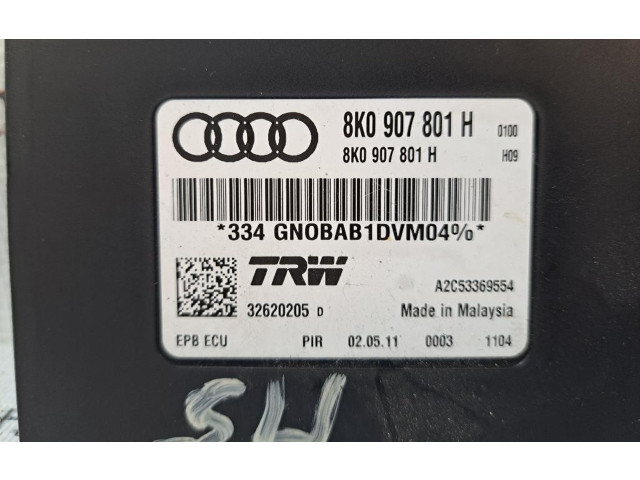 8K0 907 801 H 0100
8K0 907 801 H H09
*334 GN0BAB1DVM04%*
TRW
A2C53369554
32620205 D Made in Malaysia
EPB ECU PIR 02.05.11 0003 1104